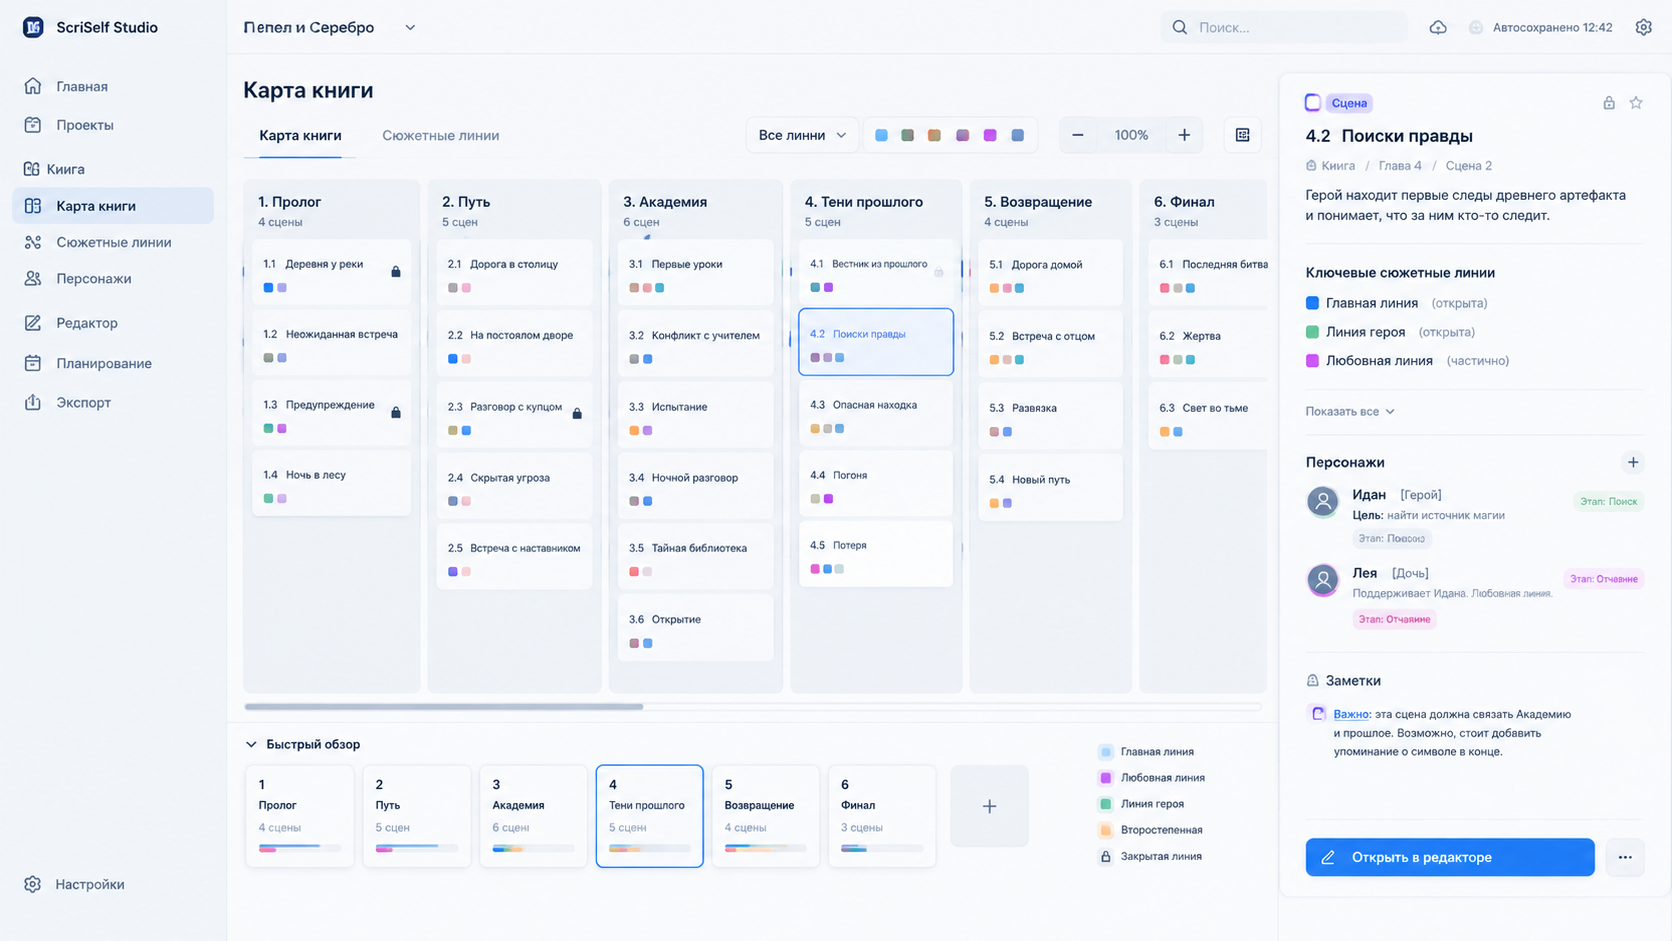 ScriSelf Studio
Пепел и Серебро
Поиск...
Автосохранено 12:42
Главная
Проекты
Книга
Карта книги
Сюжетные линии
Персонажи
Редактор
Планирование
Экспорт
Настройки
Карта книги
Карта книги
Сюжетные линии
Все линни
100%
1. Пролог
4 сцены
1.1 Деревня у реки
1.2 Неожиданная встреча
1.3 Предупреждение
1.4 Ночь в лесу
2. Путь
5 сцен
2.1 Дорога в столицу
2.2 На постоялом дворе
2.3 Разговор с купцом
2.4 Скрытая угроза
2.5 Встреча с наставником
3. Академия
6 сцен
3.1 Первые уроки
3.2 Конфликт с учителем
3.3 Испытание
3.4 Ночной разговор
3.5 Тайная библиотека
3.6 Открытие
4. Тени прошлого
5 сцен
4.1 Вестник из прошлого
4.2 Поиски правды
4.3 Опасная находка
4.4 Погоня
4.5 Потеря
5. Возвращение
4 сцены
5.1 Дорога домой
5.2 Встреча с отцом
5.3 Развязка
5.4 Новый путь
6. Финал
3 сцены
6.1 Последняя битва
6.2 Жертва
6.3 Свет во тьме
Быстрый обзор
1
Пролог
4 сцены
2
Путь
5 сцен
3
Академия
6 сцен
4
Тени прошлого
5 сцен
5
Возвращение
4 сцены
6
Финал
3 сцены
Главная линия
Любовная линия
Линия героя
Второстепенная
Закрытая линия
Сцена
4.2 Поиски правды
Книга / Глава 4 / Сцена 2
Герой находит первые следы древнего артефакта
и понимает, что за ним кто-то следит.
Ключевые сюжетные линии
Главная линия (открыта)
Линия героя (открыта)
Любовная линия (частично)
Показать все
Персонажи
Идан [Герой]
Этап: Поиск
Цель: найти источник магии
Этап:
Лея [Дочь]
Этап: Отчаяние
Поддерживает Идана. Любовная линия.
Этап: Отчаяние
Заметки
Важно: эта сцена должна связать Академию
и прошлое. Возможно, стоит добавить
упоминание о символе в конце.
Открыть в редакторе